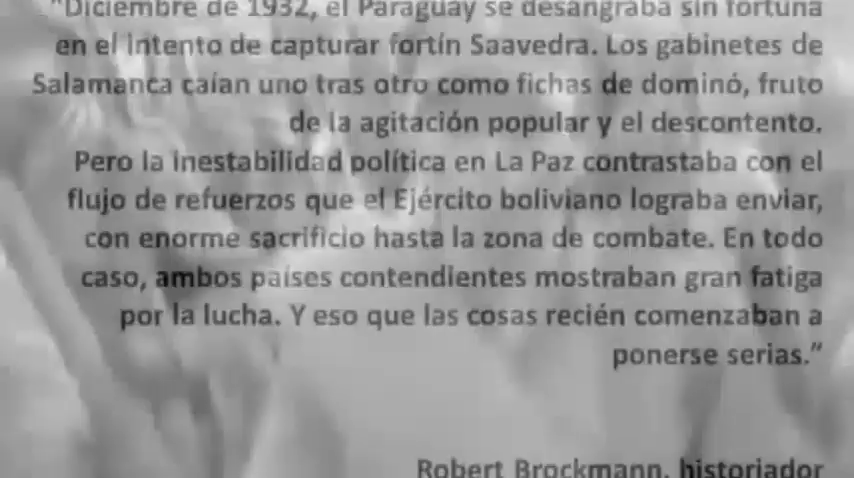 "Diciembre de 1932, el Paraguay se desangraba sin fortuna
en el intento de capturar fortín Saavedra. Los gabinetes de
Salamanca caían uno tras otro como fichas de dominó, fruto
de la agitación popular y el descontento.
Pero la inestabilidad política en La Paz contrastaba con el
flujo de refuerzos que el Ejército boliviano lograba enviar,
con enorme sacrificio hasta la zona de combate. En todo
caso, ambos países contendientes mostraban gran fatiga
por la lucha. Y eso que las cosas recién comenzaban a
ponerse serias."
Robert Brockmann, historiador